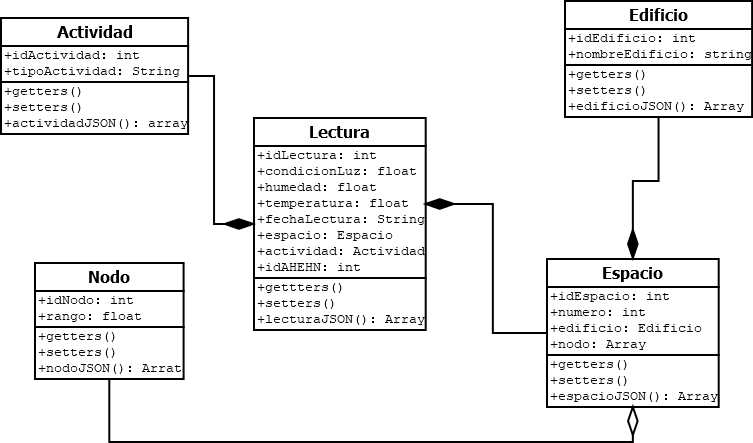 Actividad
+idActividad: int
+tipoActividad: String
+getters()
+setters()
+actividadJSON(): array
Edificio
+idEdificio: int
+nombreEdificio: string
+getters()
+setters()
+edificioJSON(): Array
Lectura
+idLectura: int
+condicionLuz: float
+humedad: float
+temperatura: float
+fechaLectura: String
+espacio: Espacio
+actividad: Actividad
+idAHEHN: int
+gettters()
+setters()
+lecturaJSON(): Array
Nodo
+idNodo: int
+rango: float
+getters()
+setters()
+nodoJSON(): Arrat
Espacio
+idEspacio: int
+numero: int
+edificio: Edificio
+nodo: Array
+getters()
+setters()
+espacioJSON(): Array